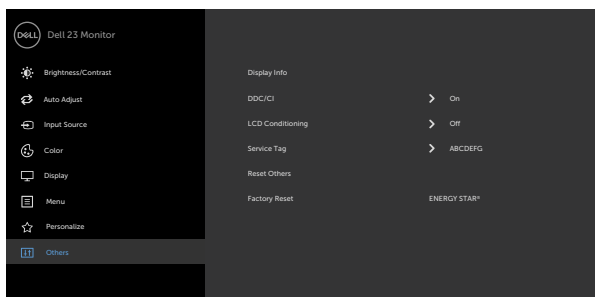 DELL Dell 23 Monitor
Brightness/Contrast
Auto Adjust
Input Source
Color
Display
Menu
Personalize
Others
Display Info
DDC/CI On
LCD Conditioning Off
Service Tag ABCDEFG
Reset Others
Factory Reset ENERGY STAR®